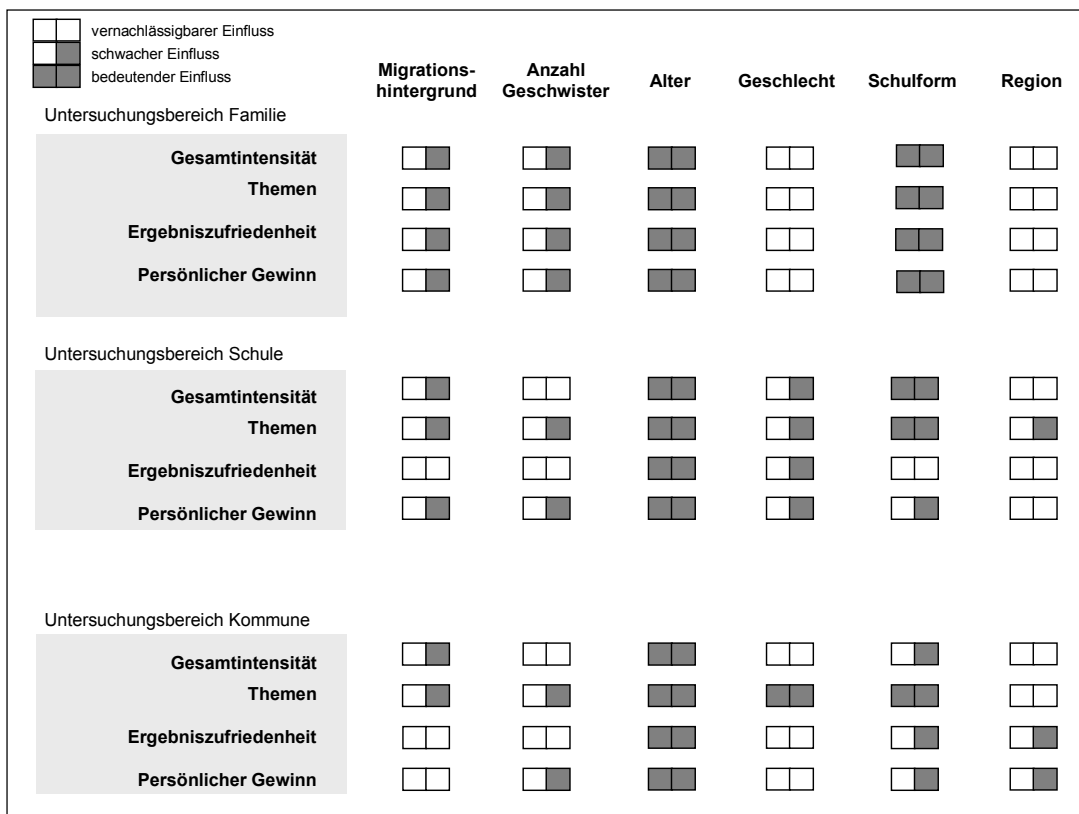 vernachlässigbarer Einfluss
schwacher Einfluss
bedeutender Einfluss
Migrations-
hintergrund
Anzahl
Geschwister
Alter
Geschlecht
Schulform
Region
Untersuchungsbereich Familie
Gesamtintensität
Themen
Ergebniszufriedenheit
Persönlicher Gewinn
Untersuchungsbereich Schule
Gesamtintensität
Themen
Ergebniszufriedenheit
Persönlicher Gewinn
Untersuchungsbereich Kommune
Gesamtintensität
Themen
Ergebniszufriedenheit
Persönlicher Gewinn